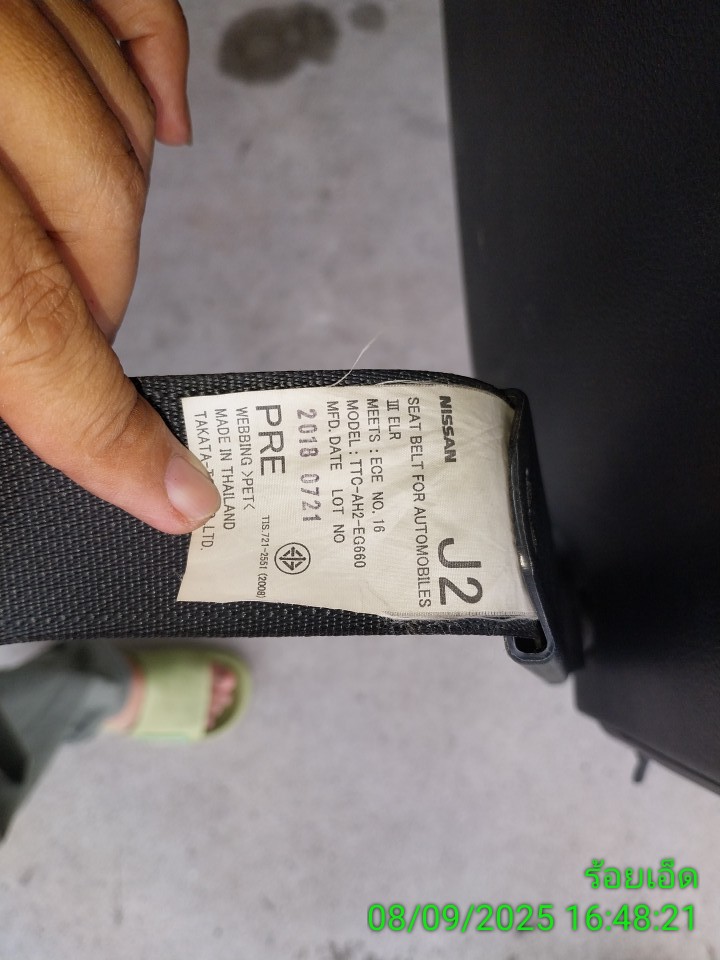 NISSAN
J2
SEAT BELT FOR AUTOMOBILES
III ELR
MEETS : ECE NO. 16
MODEL : TTC-AH2-EG660
MFD. DATE LOT NO
2018 0721
PRE
TIS.721-2551 (2008)
WEBBING >PET<
MADE IN THAILAND
TAKATA- LTD.
ร้อยเอ็ด
08/09/2025 16:48:21